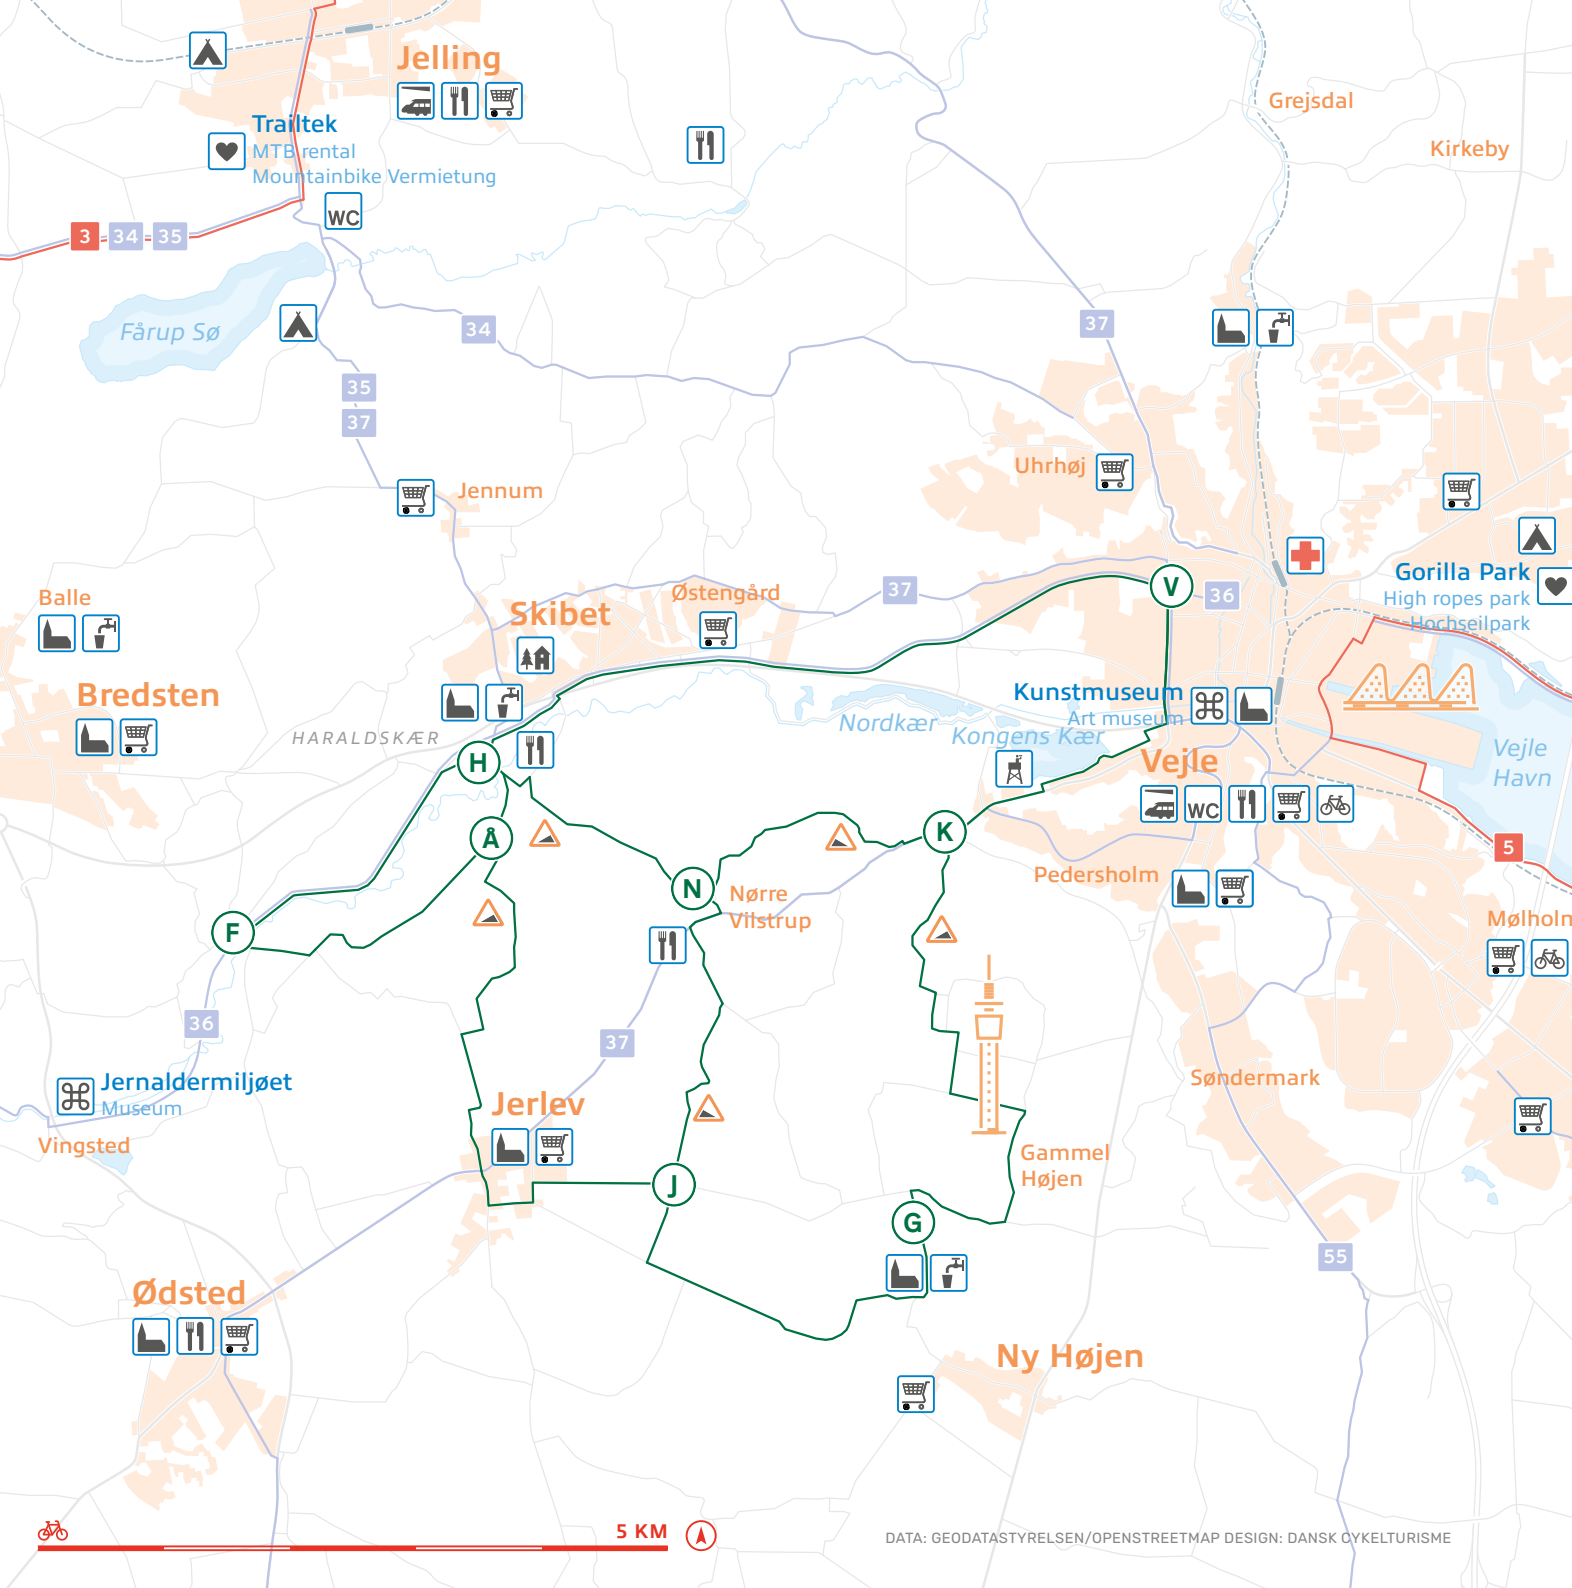 Jelling
Grejsdal
Trailtek
MTB rental
Mountainbike Vermietung
Kirkeby
WC
3
34
35
Fårup Sø
34
37
35
37
Uhrhøj
Jennum
Gorilla Park
High ropes park
Hochseilpark
Balle
Skibet
Østengård
37
V
36
Bredsten
HARALDSKÆR
Kunstmuseum
Art museum
Nordkær
Kongens Kær
Vejle
Havn
H
Vejle
WC
Å
K
5
Pedersholm
N
Nørre
Vilstrup
F
Mølholm
36
37
Jernaldermiljøet
Museum
Vingsted
Jerlev
Søndermark
Gammel
Højen
J
G
55
Ødsted
Ny Højen
5 KM
DATA: GEODATASTYRELSEN/OPENSTREETMAP DESIGN: DANSK CYKELTURISME